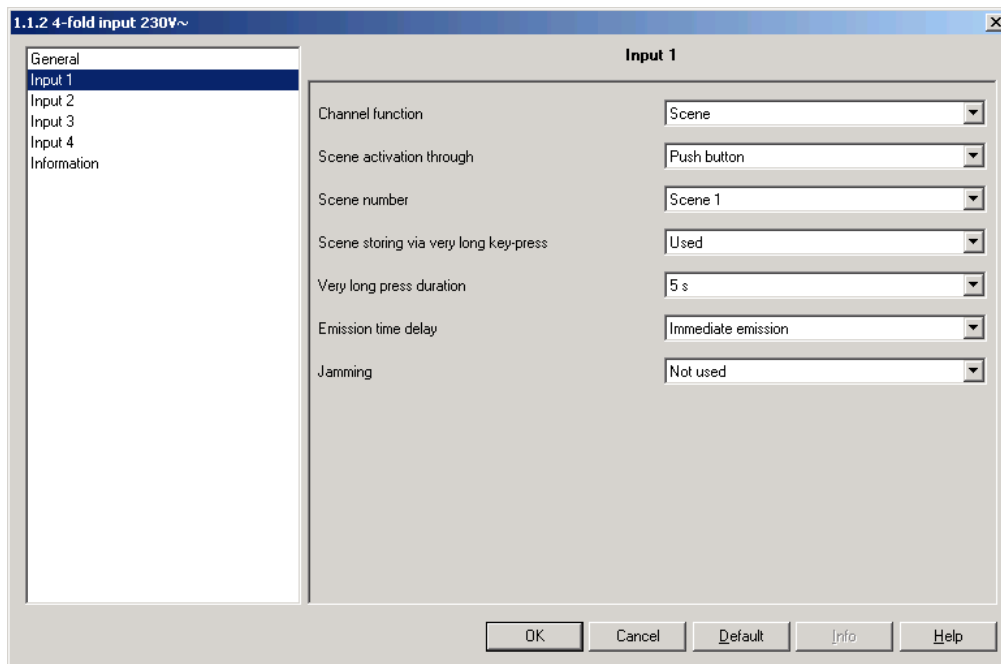 1.1.2 4-fold input 230V~
General
Input 1
Input 2
Input 3
Input 4
Information
Input 1
Channel function Scene
Scene activation through Push button
Scene number Scene 1
Scene storing via very long key-press Used
Very long press duration 5 s
Emission time delay Immediate emission
Jamming Not used
OK Cancel Default Info Help